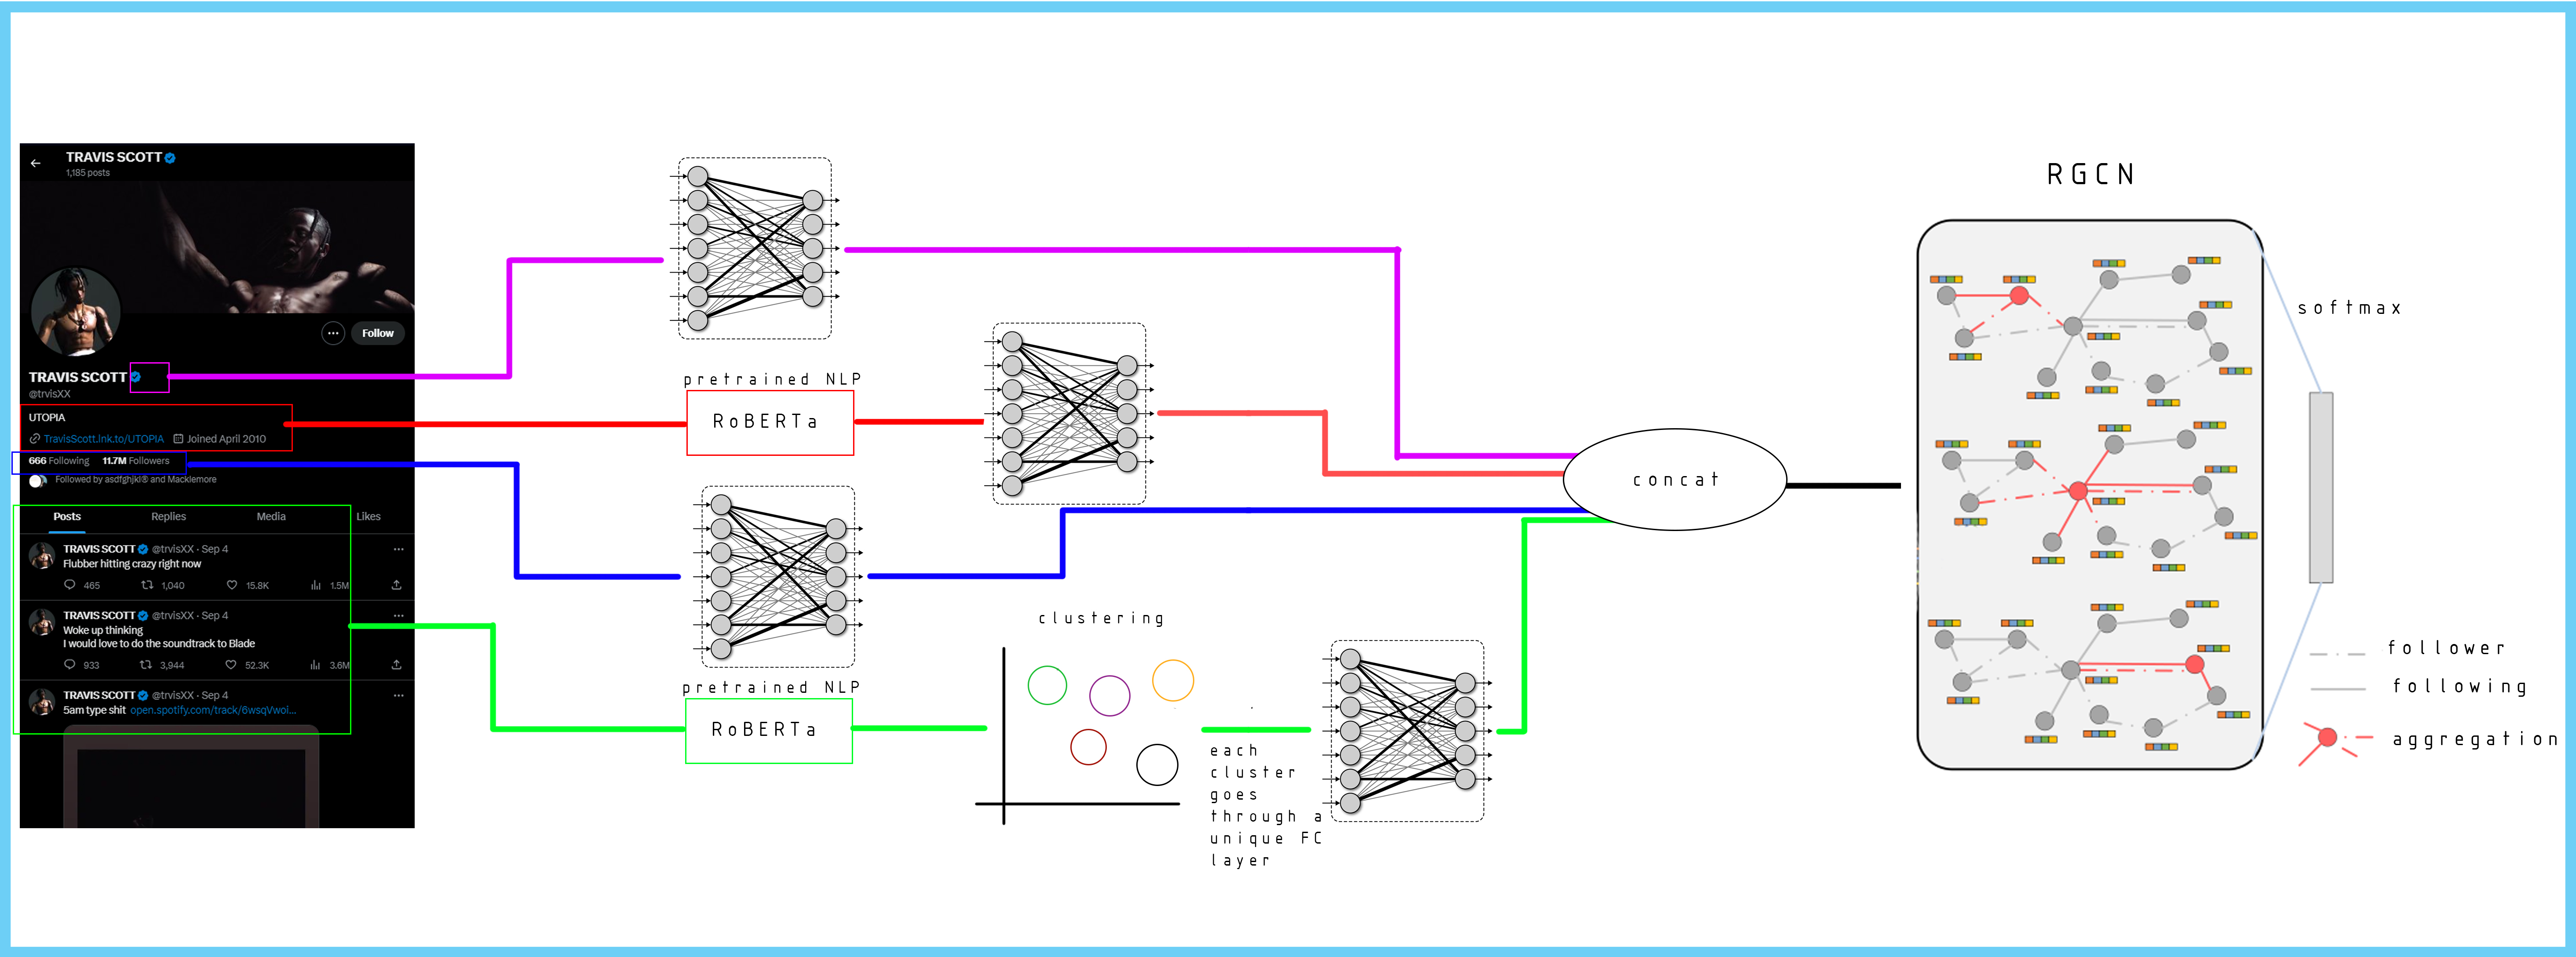 TRAVIS SCOTT
1,185 posts
Follow
TRAVIS SCOTT
@trvisXX
UTOPIA
TravisScott.lnk.to/UTOPIA Joined April 2010
666 Following 11.7M Followers
Followed by asdfghjkl® and Macklemore
Posts Replies Media Likes
TRAVIS SCOTT @trvisXX · Sep 4
Flubber hitting crazy right now
465 1,040 15.8K 1.5M
TRAVIS SCOTT @trvisXX · Sep 4
Woke up thinking
I would love to do the soundtrack to Blade
933 3,944 52.3K 3.6M
TRAVIS SCOTT @trvisXX · Sep 4
5am type shit open.spotify.com/track/6wsqVwoI...
pretrained NLP
RoBERTa
pretrained NLP
RoBERTa
clustering
each
cluster
goes
through a
unique FC
layer
concat
RGCN
softmax
follower
following
aggregation